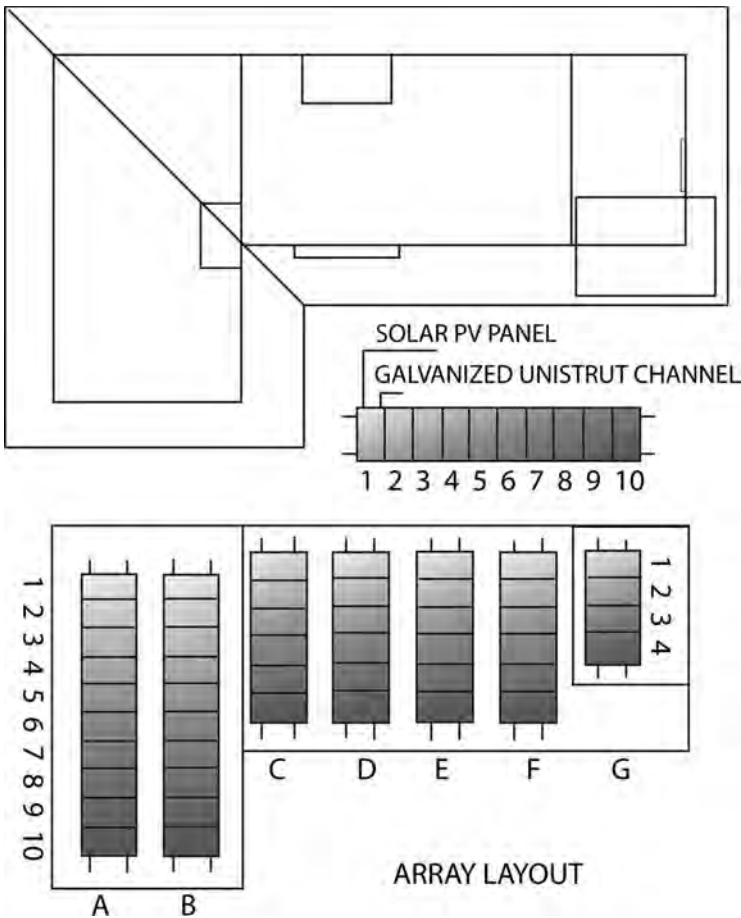 SOLAR PV PANEL
GALVANIZED UNISTRUT CHANNEL
1 2 3 4 5 6 7 8 9 10
1 2 3 4 5 6 7 8 9 10
1 2 3 4
C D E F G
ARRAY LAYOUT
A B